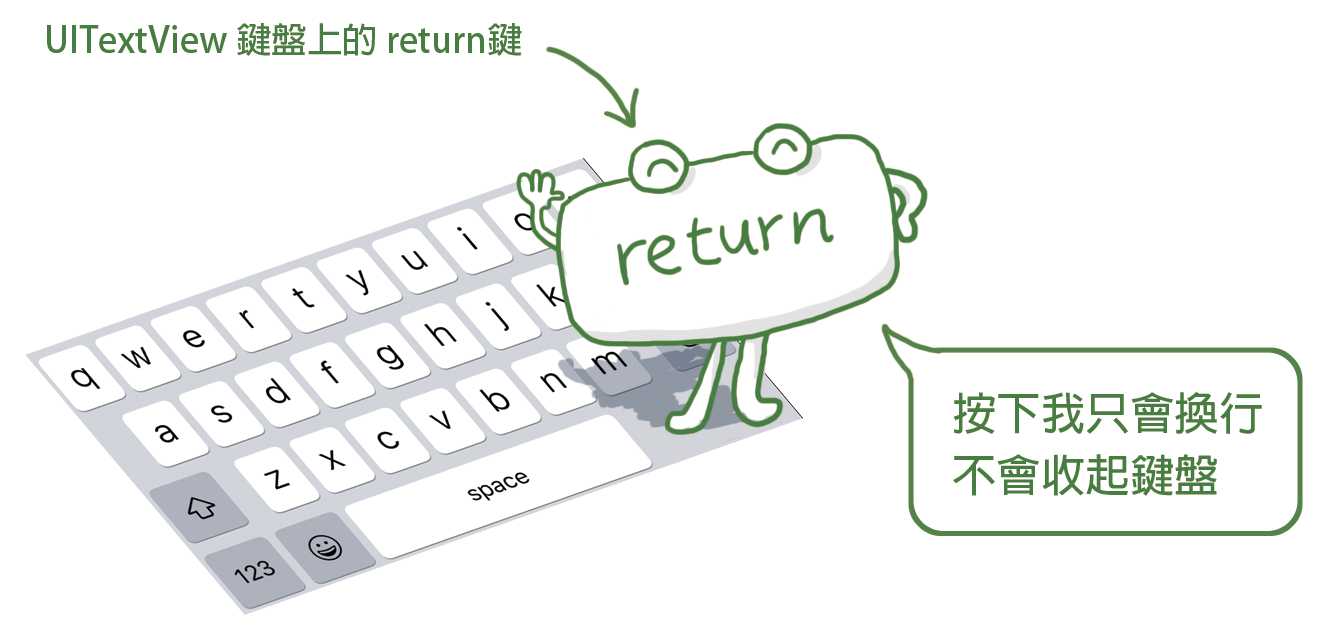 UITextView 鍵盤上的 return鍵
return
q w e r t y u i o
a s d f g h j k
z x c v b n m
space
123
按下我只會換行
不會收起鍵盤